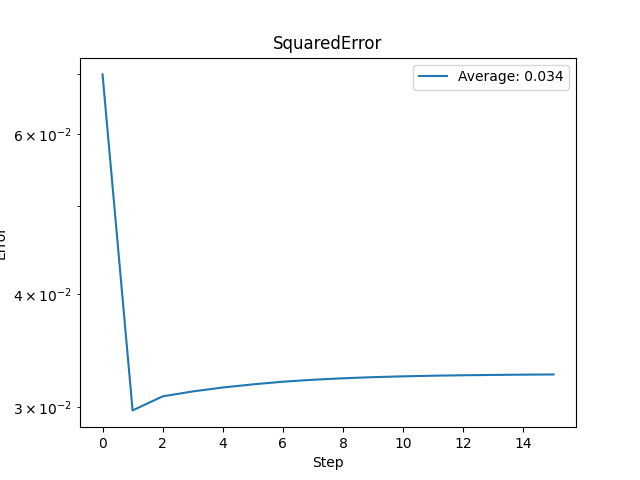 SquaredError
Average: 0.034
6 × 10⁻²
4 × 10⁻²
3 × 10⁻²
Error
0 2 4 6 8 10 12 14
Step